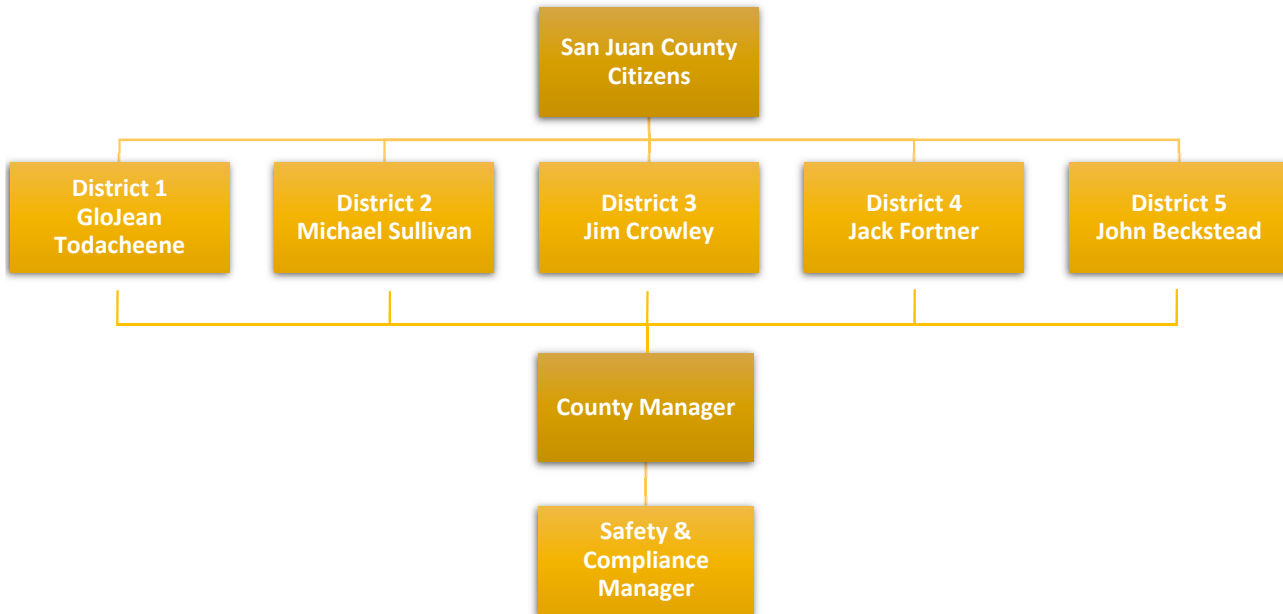 San Juan County
Citizens
District 1
GloJean
Todacheene
District 2
Michael Sullivan
District 3
Jim Crowley
District 4
Jack Fortner
District 5
John Beckstead
County Manager
Safety &
Compliance
Manager